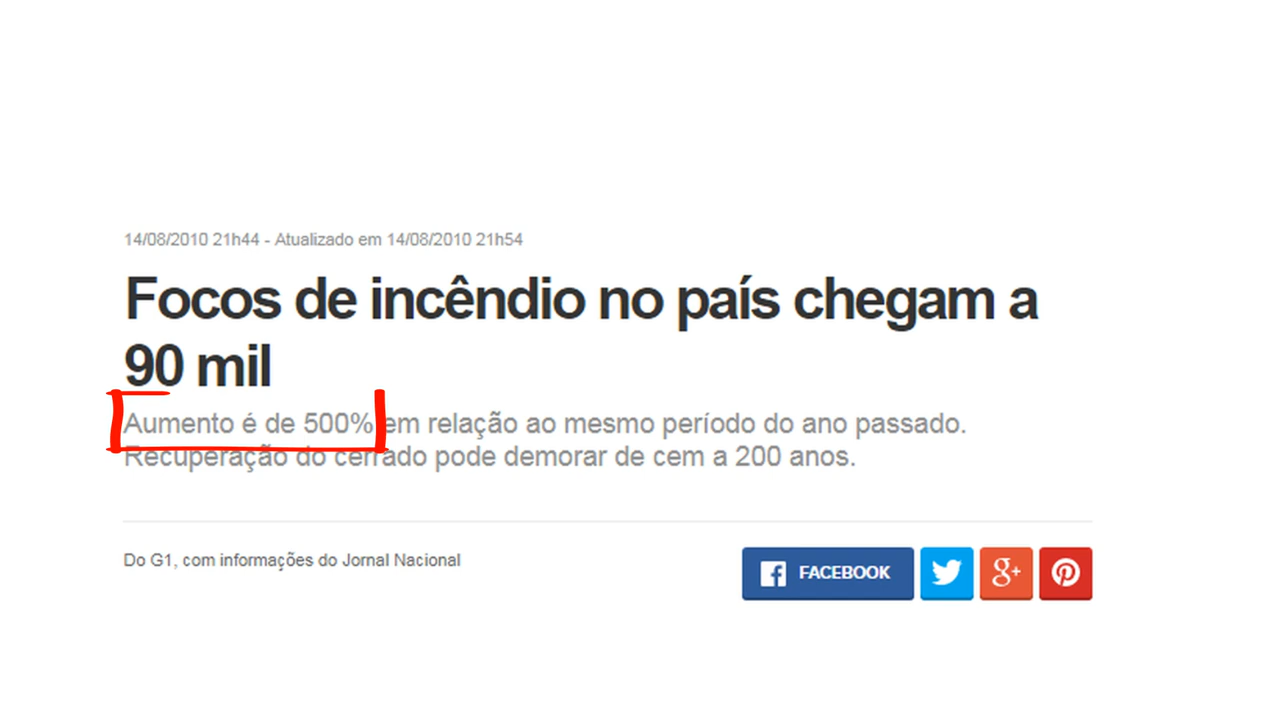 14/08/2010 21h44 - Atualizado em 14/08/2010 21h54
Focos de incêndio no país chegam a
90 mil
Aumento é de 500% em relação ao mesmo período do ano passado.
Recuperação do cerrado pode demorar de cem a 200 anos.
Do G1, com informações do Jornal Nacional
FACEBOOK
g+